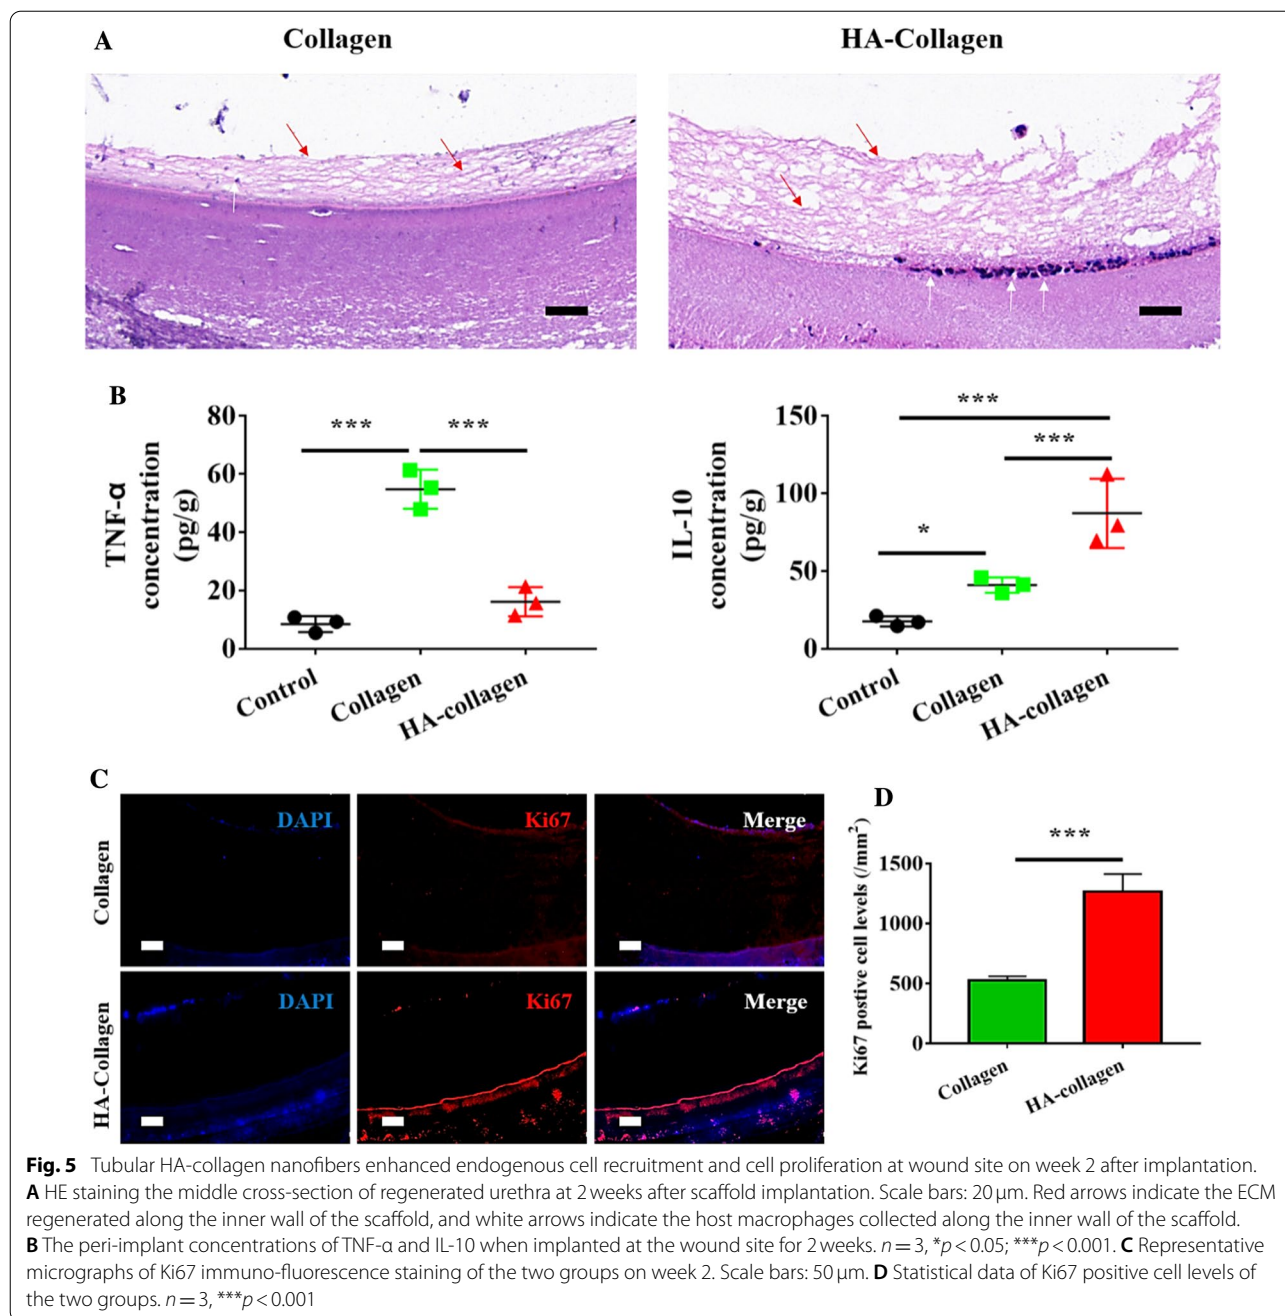 A
Collagen
HA-Collagen
B
TNF-α
concentration
(pg/g)
80
60
40
20
0
***
***
Control
Collagen
HA-collagen
IL-10
concentration
(pg/g)
150
100
50
0
***
***
*
Control
Collagen
HA-collagen
C
Collagen
DAPI
Ki67
Merge
HA-Collagen
DAPI
Ki67
Merge
D
Ki67 postive cell levels (/mm²)
1500
1000
500
0
***
Collagen
HA-collagen
Fig. 5 Tubular HA-collagen nanofibers enhanced endogenous cell recruitment and cell proliferation at wound site on week 2 after implantation.
A HE staining the middle cross-section of regenerated urethra at 2 weeks after scaffold implantation. Scale bars: 20 μm. Red arrows indicate the ECM
regenerated along the inner wall of the scaffold, and white arrows indicate the host macrophages collected along the inner wall of the scaffold.
B The peri-implant concentrations of TNF-α and IL-10 when implanted at the wound site for 2 weeks. n = 3, *p < 0.05; ***p < 0.001. C Representative
micrographs of Ki67 immuno-fluorescence staining of the two groups on week 2. Scale bars: 50 μm. D Statistical data of Ki67 positive cell levels of
the two groups. n = 3, ***p < 0.001